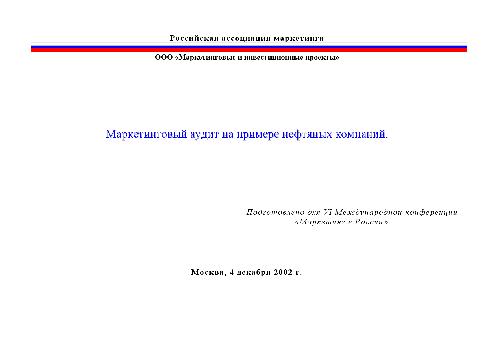 Российская ассоциация маркетинга
ООО «Маркетинговые и инвестиционные проекты»
Маркетинговый аудит на примере нефтяных компаний.
Подготовлено для VI Международной конференции
«Маркетинг в России»
Москва, 4 декабря 2002 г.